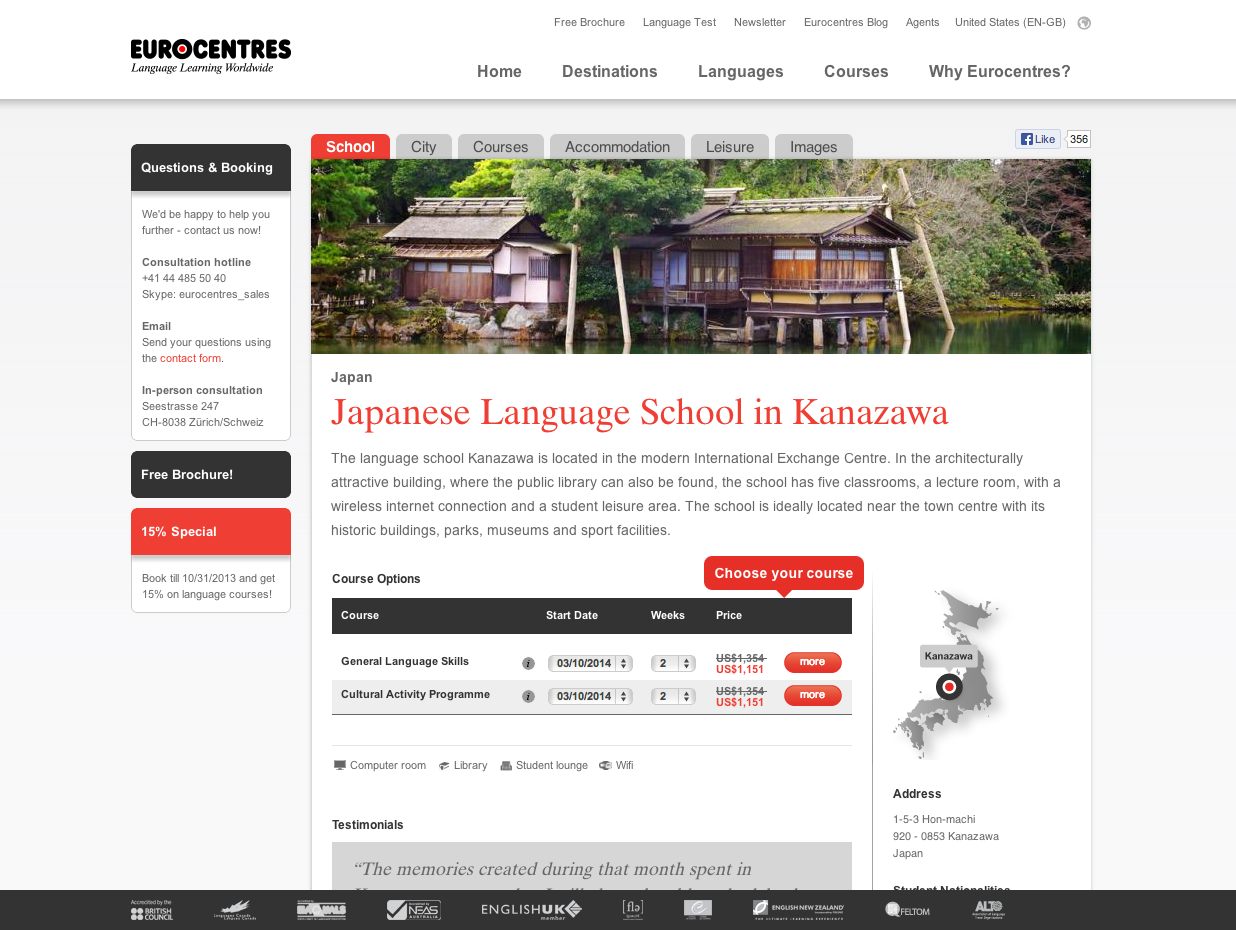 Free Brochure Language Test Newsletter Eurocentres Blog Agents United States (EN-GB)
EUROCENTRES
Language Learning Worldwide
Home Destinations Languages Courses Why Eurocentres?
School City Courses Accommodation Leisure Images
Like 356
Questions & Booking
We'd be happy to help you
further - contact us now!
Consultation hotline
+41 44 485 50 40
Skype: eurocentres_sales
Email
Send your questions using
the contact form.
In-person consultation
Seestrasse 247
CH-8038 Zürich/Schweiz
Free Brochure!
15% Special
Book till 10/31/2013 and get
15% on language courses!
Japan
Japanese Language School in Kanazawa
The language school Kanazawa is located in the modern International Exchange Centre. In the architecturally
attractive building, where the public library can also be found, the school has five classrooms, a lecture room, with a
wireless internet connection and a student leisure area. The school is ideally located near the town centre with its
historic buildings, parks, museums and sport facilities.
Course Options
Choose your course
Course Start Date Weeks Price
General Language Skills i 03/10/2014 2 US$1,354 US$1,151 more
Cultural Activity Programme i 03/10/2014 2 US$1,354 US$1,151 more
Computer room Library Student lounge Wifi
Testimonials
“The memories created during that month spent in
Kanazawa
Address
1-5-3 Hon-machi
920 - 0853 Kanazawa
Japan
Student Nationalities
Accredited by the
BRITISH
COUNCIL
NEAS
AUSTRALIA
ENGLISHUK
member
ENGLISH NEW ZEALAND
THE ULTIMATE LEARNING EXPERIENCE
FELTOM
ALTO